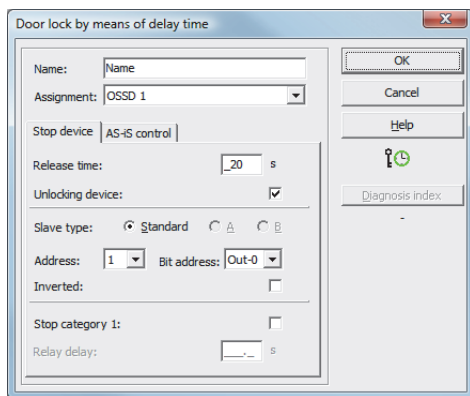 Door lock by means of delay time
Name: Name
Assignment: OSSD 1
Stop device AS-iS control
Release time: _20 s
Unlocking device:
Slave type: Standard A B
Address: 1 Bit address: Out-0
Inverted:
Stop category 1:
Relay delay: ___._ s
OK
Cancel
Help
Diagnosis index
-